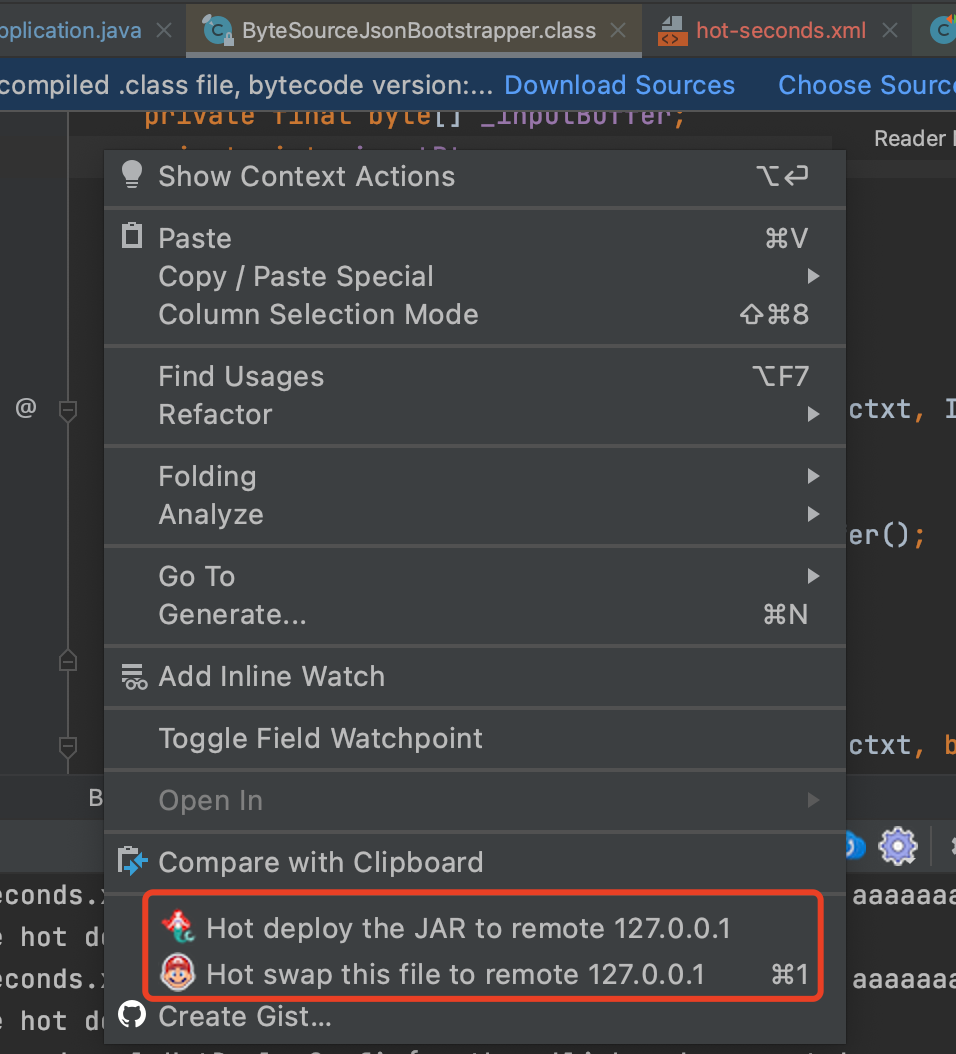 pplication.java ByteSourceJsonBootstrapper.class hot-seconds.xml
compiled .class file, bytecode version:... Download Sources Choose Sourc
private final byte[] _inputBuffer;
Reader
Show Context Actions ⌥⏎
Paste ⌘V
Copy / Paste Special
Column Selection Mode ⇧⌘8
Find Usages ⌥F7
@ Refactor ctxt, I
Folding
Analyze
er();
Go To
Generate... ⌘N
Add Inline Watch
Toggle Field Watchpoint ctxt, b
B Open In
Compare with Clipboard
econds.x aaaaaaa
Hot deploy the JAR to remote 127.0.0.1
e hot de
Hot swap this file to remote 127.0.0.1 ⌘1
econds.x aaaaaaa
Create Gist...
e hot de